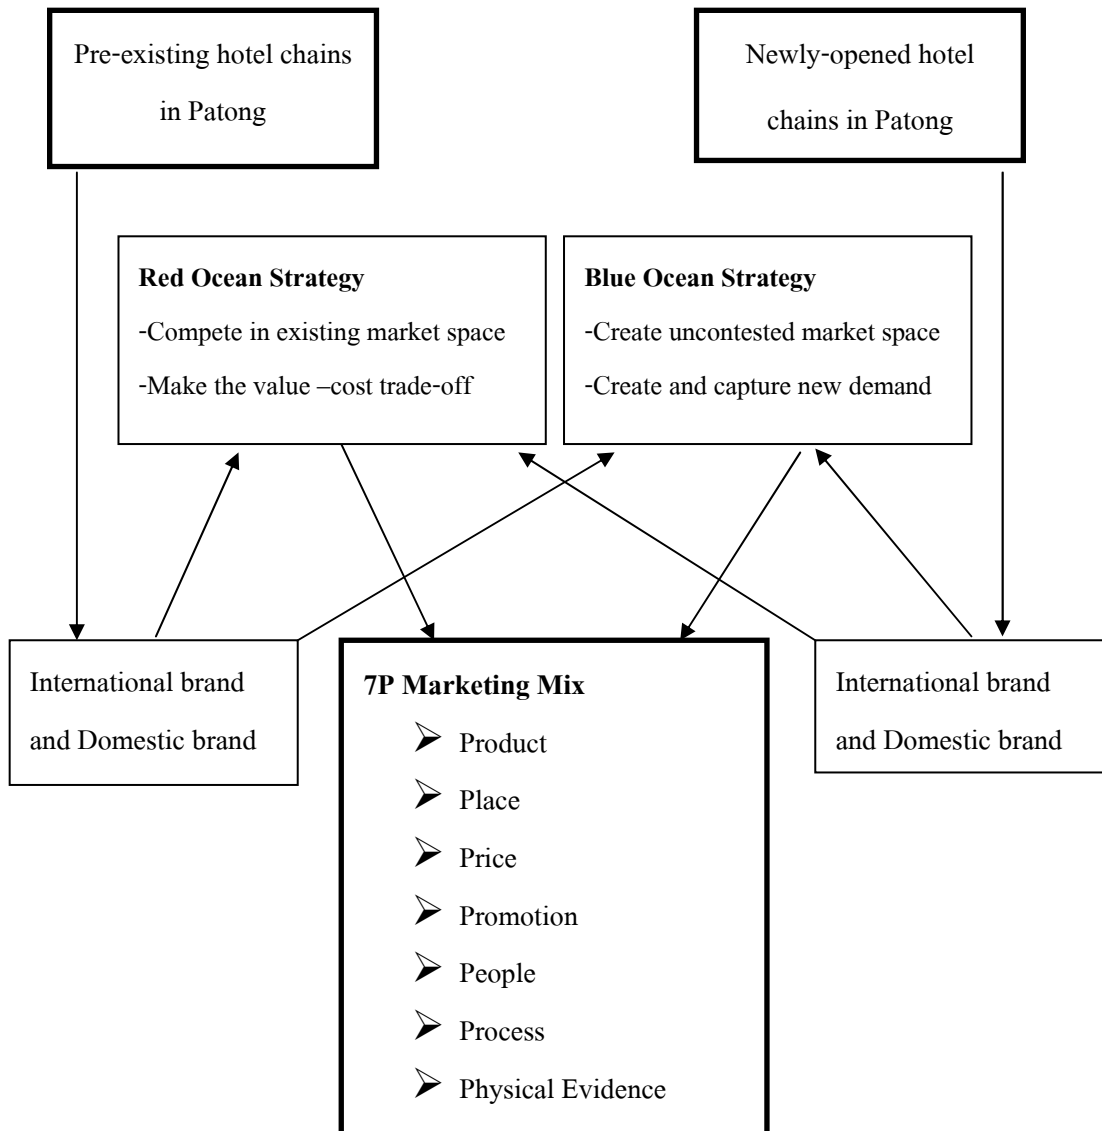 Pre-existing hotel chains
in Patong
Newly-opened hotel
chains in Patong
Red Ocean Strategy
-Compete in existing market space
-Make the value –cost trade-off
Blue Ocean Strategy
-Create uncontested market space
-Create and capture new demand
International brand
and Domestic brand
7P Marketing Mix
Product
Place
Price
Promotion
People
Process
Physical Evidence
International brand
and Domestic brand